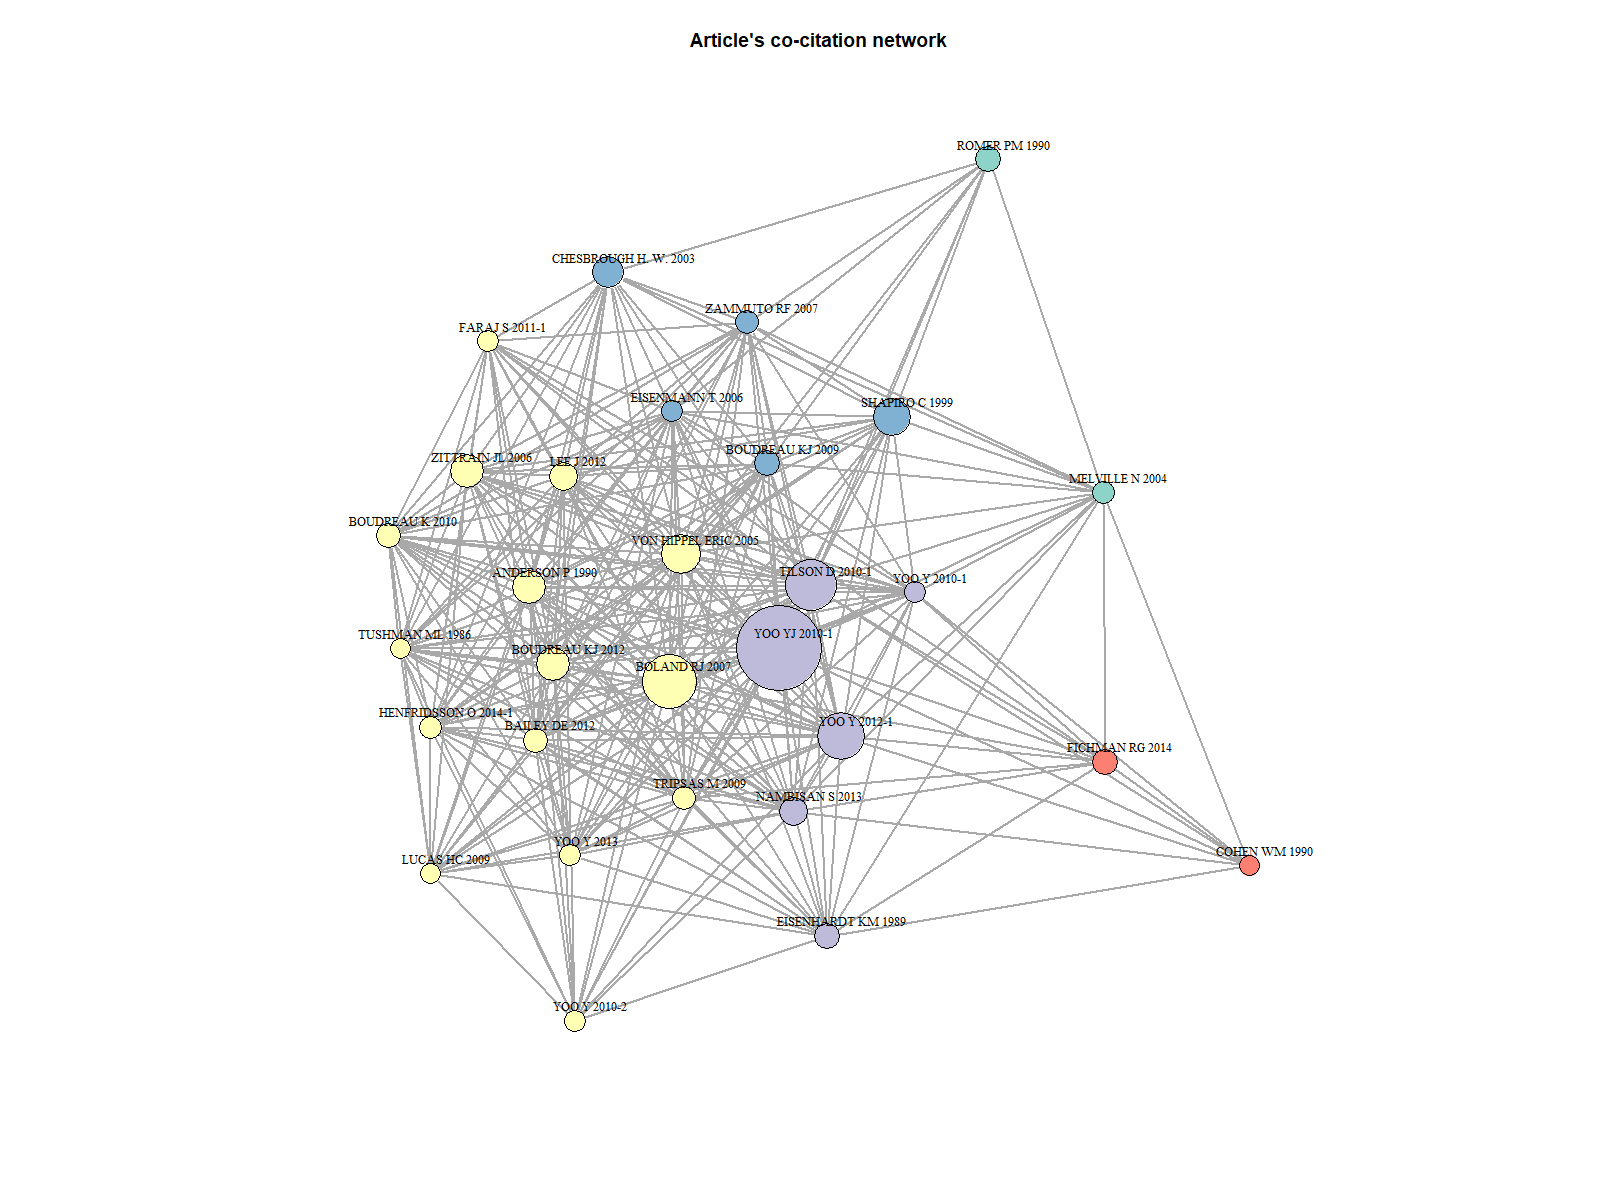 Article's co-citation network
ROMER PM 1990
CHESBROUGH H. W. 2003
ZAMMUTO RF 2007
FARAJ S 2011-1
EISENMANN T 2006
SHAPIRO C 1999
BOUDREAU KJ 2009
ZITTRAIN JL 2006
LEE J 2012
MELVILLE N 2004
BOUDREAU K 2010
VON HIPPEL ERIC 2005
ANDERSON P 1990
TILSON D 2010-1
YOO Y 2010-1
TUSHMAN ML 1986
YOO YJ 2010-1
BOUDREAU KJ 2012
BOLAND RJ 2007
HENFRIDSSON O 2014-1
BAILEY DE 2012
YOO Y 2012-1
FICHMAN RG 2014
TRIPSAS M 2009
NAMBISAN S 2013
YOO Y 2013
LUCAS HC 2009
COHEN WM 1990
EISENHARDT KM 1989
YOO Y 2010-2